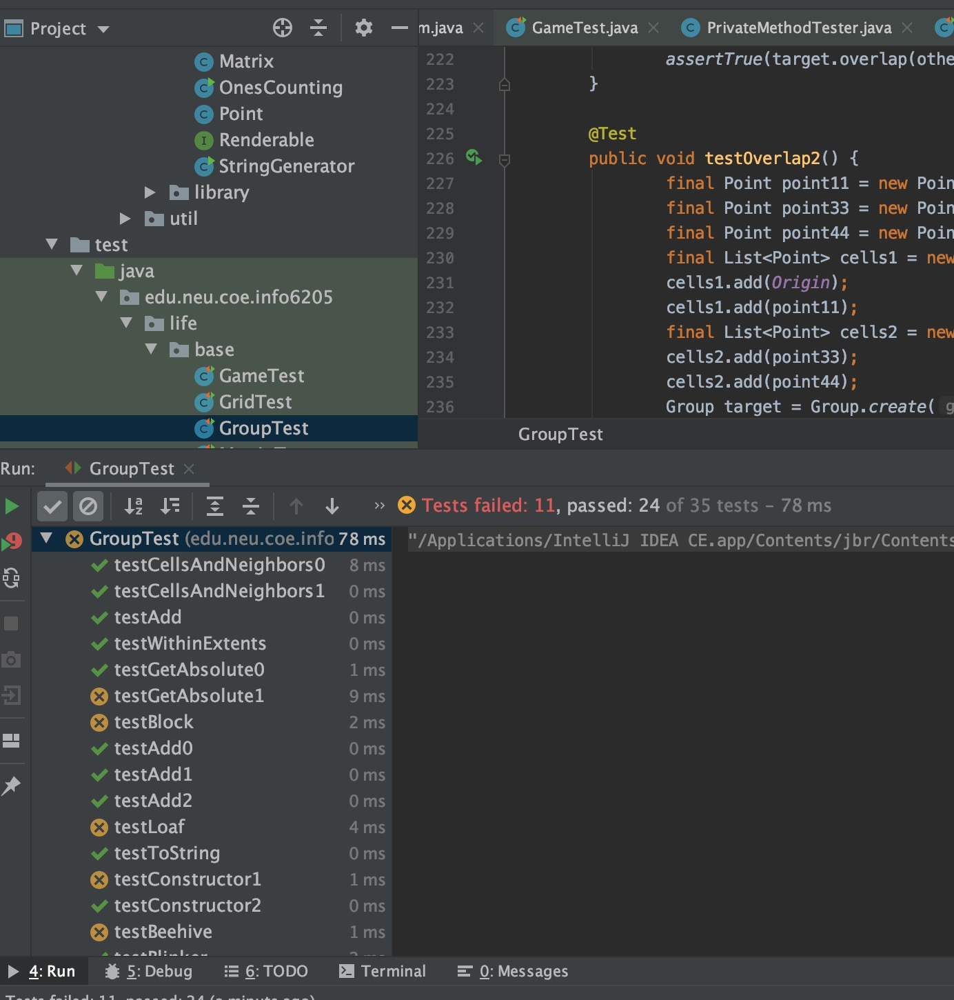 Project
m.java
GameTest.java
PrivateMethodTester.java
Matrix
OnesCounting
Point
Renderable
StringGenerator
library
util
test
java
edu.neu.coe.info6205
life
base
GameTest
GridTest
GroupTest
222 assertTrue(target.overlap(othe
223 }
224
225 @Test
226 public void testOverlap2() {
227 final Point point11 = new Poin
228 final Point point33 = new Poin
229 final Point point44 = new Poin
230 final List<Point> cells1 = new
231 cells1.add(Origin);
232 cells1.add(point11);
233 final List<Point> cells2 = new
234 cells2.add(point33);
235 cells2.add(point44);
236 Group target = Group.create( g
GroupTest
Run: GroupTest
Tests failed: 11, passed: 24 of 35 tests – 78 ms
GroupTest (edu.neu.coe.info 78 ms
"/Applications/IntelliJ IDEA CE.app/Contents/jbr/Contents
testCellsAndNeighbors0 8 ms
testCellsAndNeighbors1 0 ms
testAdd 0 ms
testWithinExtents 0 ms
testGetAbsolute0 1 ms
testGetAbsolute1 9 ms
testBlock 2 ms
testAdd0 0 ms
testAdd1 0 ms
testAdd2 0 ms
testLoaf 4 ms
testToString 0 ms
testConstructor1 1 ms
testConstructor2 0 ms
testBeehive 1 ms
testBlinker
4: Run
5: Debug
6: TODO
Terminal
0: Messages
Tests failed: 11, passed: 24 (a minute ago)